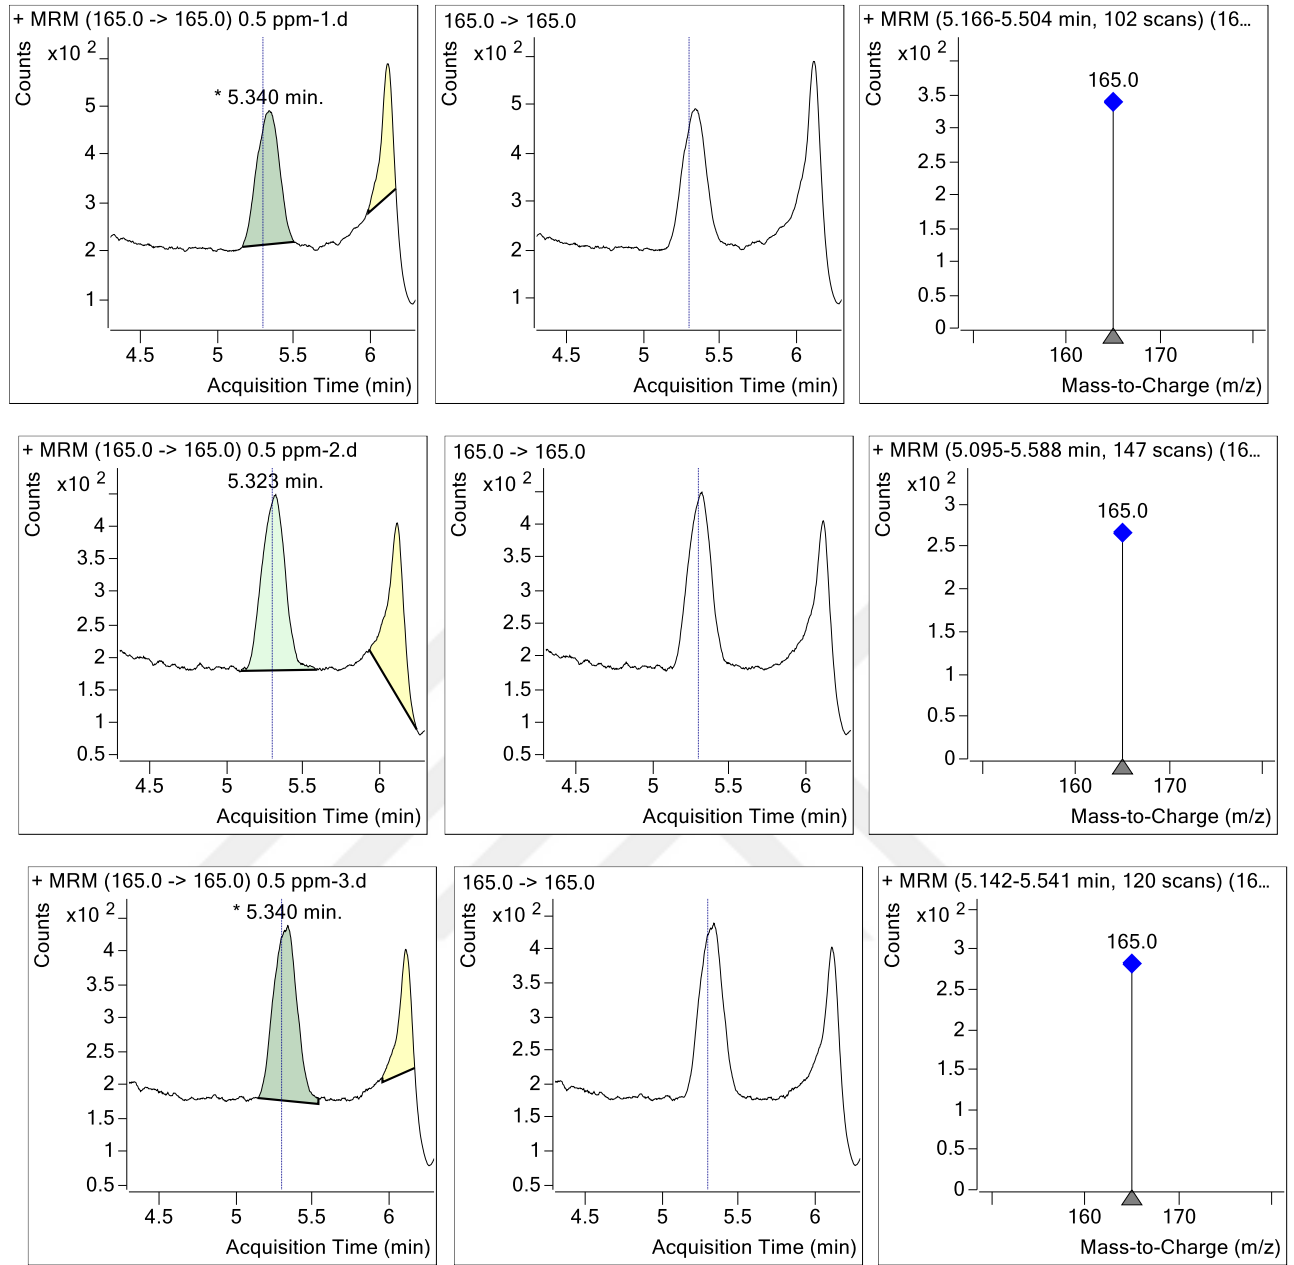 + MRM (165.0 -> 165.0) 0.5 ppm-1.d
Counts
x10 2
* 5.340 min.
5
4
3
2
1
4.5 5 5.5 6
Acquisition Time (min)
165.0 -> 165.0
Counts
x10 2
5
4
3
2
1
4.5 5 5.5 6
Acquisition Time (min)
+ MRM (5.166-5.504 min, 102 scans) (16...
Counts
x10 2
165.0
3.5
3
2.5
2
1.5
1
0.5
0
160 170
Mass-to-Charge (m/z)
+ MRM (165.0 -> 165.0) 0.5 ppm-2.d
Counts
x10 2
5.323 min.
4
3.5
3
2.5
2
1.5
1
0.5
4.5 5 5.5 6
Acquisition Time (min)
165.0 -> 165.0
Counts
x10 2
4
3.5
3
2.5
2
1.5
1
0.5
4.5 5 5.5 6
Acquisition Time (min)
+ MRM (5.095-5.588 min, 147 scans) (16...
Counts
x10 2
165.0
3
2.5
2
1.5
1
0.5
0
160 170
Mass-to-Charge (m/z)
+ MRM (165.0 -> 165.0) 0.5 ppm-3.d
Counts
x10 2
* 5.340 min.
4
3.5
3
2.5
2
1.5
1
0.5
4.5 5 5.5 6
Acquisition Time (min)
165.0 -> 165.0
Counts
x10 2
4
3.5
3
2.5
2
1.5
1
0.5
4.5 5 5.5 6
Acquisition Time (min)
+ MRM (5.142-5.541 min, 120 scans) (16...
Counts
x10 2
165.0
3
2.5
2
1.5
1
0.5
0
160 170
Mass-to-Charge (m/z)